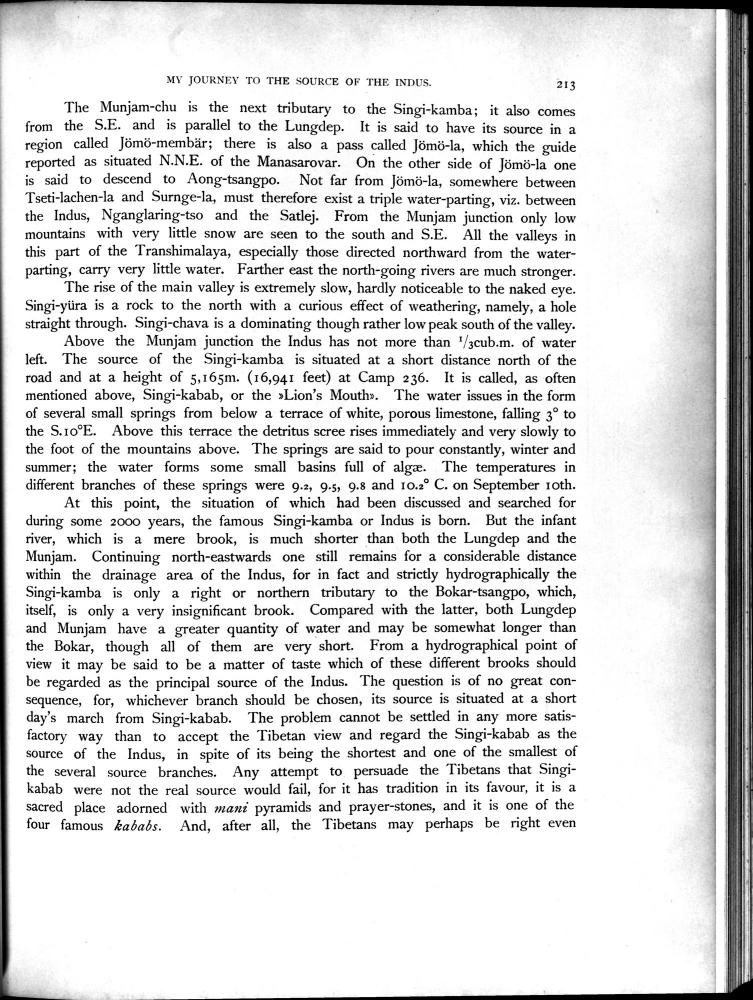 MY JOURNEY TO THE SOURCE OF THE INDUS. 213
The Munjam-chu is the next tributary to the Singi-kamba; it also comes
from the S.E. and is parallel to the Lungdep. It is said to have its source in a
region called Jömö-membär; there is also a pass called Jömö-la, which the guide
reported as situated N.N.E. of the Manasarovar. On the other side of Jömö-la one
is said to descend to Aong-tsangpo. Not far from Jömö-la, somewhere between
Tseti-lachen-la and Surnge-la, must therefore exist a triple water-parting, viz. between
the Indus, Nganglaring-tso and the Satlej. From the Munjam junction only low
mountains with very little snow are seen to the south and S.E. All the valleys in
this part of the Transhimalaya, especially those directed northward from the water-
parting, carry very little water. Farther east the north-going rivers are much stronger.
The rise of the main valley is extremely slow, hardly noticeable to the naked eye.
Singi-yüra is a rock to the north with a curious effect of weathering, namely, a hole
straight through. Singi-chava is a dominating though rather low peak south of the valley.
Above the Munjam junction the Indus has not more than 1/3cub.m. of water
left. The source of the Singi-kamba is situated at a short distance north of the
road and at a height of 5,165m. (16,941 feet) at Camp 236. It is called, as often
mentioned above, Singi-kabab, or the »Lion's Mouth». The water issues in the form
of several small springs from below a terrace of white, porous limestone, falling 3° to
the S.10°E. Above this terrace the detritus scree rises immediately and very slowly to
the foot of the mountains above. The springs are said to pour constantly, winter and
summer; the water forms some small basins full of algæ. The temperatures in
different branches of these springs were 9.2, 9.5, 9.8 and 10.2° C. on September 10th.
At this point, the situation of which had been discussed and searched for
during some 2000 years, the famous Singi-kamba or Indus is born. But the infant
river, which is a mere brook, is much shorter than both the Lungdep and the
Munjam. Continuing north-eastwards one still remains for a considerable distance
within the drainage area of the Indus, for in fact and strictly hydrographically the
Singi-kamba is only a right or northern tributary to the Bokar-tsangpo, which,
itself, is only a very insignificant brook. Compared with the latter, both Lungdep
and Munjam have a greater quantity of water and may be somewhat longer than
the Bokar, though all of them are very short. From a hydrographical point of
view it may be said to be a matter of taste which of these different brooks should
be regarded as the principal source of the Indus. The question is of no great con-
sequence, for, whichever branch should be chosen, its source is situated at a short
day's march from Singi-kabab. The problem cannot be settled in any more satis-
factory way than to accept the Tibetan view and regard the Singi-kabab as the
source of the Indus, in spite of its being the shortest and one of the smallest of
the several source branches. Any attempt to persuade the Tibetans that Singi-
kabab were not the real source would fail, for it has tradition in its favour, it is a
sacred place adorned with mani pyramids and prayer-stones, and it is one of the
four famous kababs. And, after all, the Tibetans may perhaps be right even